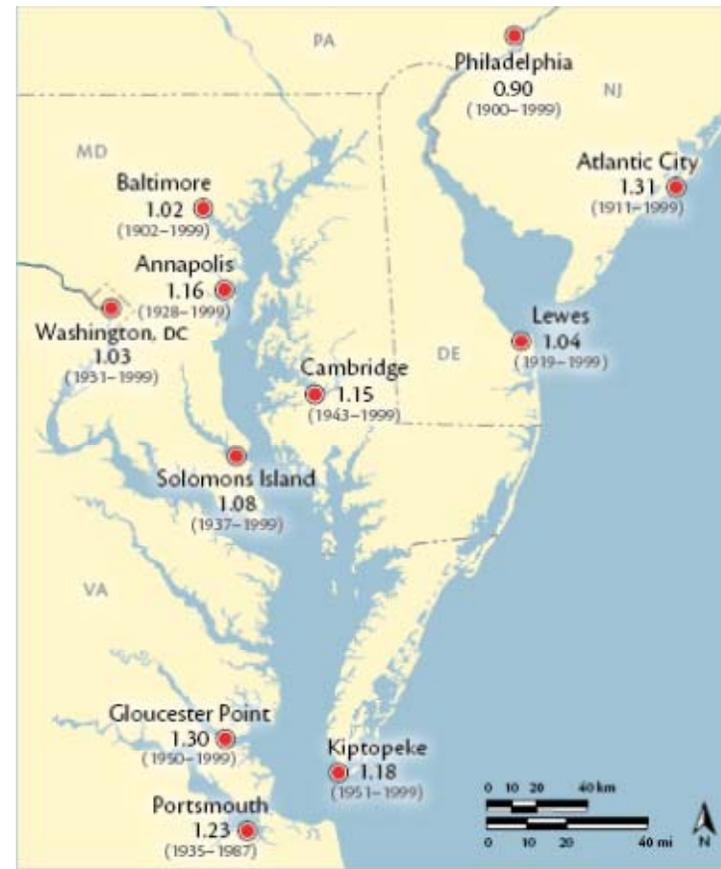 PA
Philadelphia
0.90
(1900–1999)
NJ
MD
Atlantic City
1.31
(1911–1999)
Baltimore
1.02
(1902–1999)
Annapolis
1.16
(1928–1999)
Washington, DC
1.03
(1931–1999)
Lewes
1.04
(1919–1999)
DE
Cambridge
1.15
(1943–1999)
Solomons Island
1.08
(1937–1999)
VA
Gloucester Point
1.30
(1950–1999)
Kiptopeke
1.18
(1951–1999)
Portsmouth
1.23
(1935–1987)
0 10 20 40 km
0 10 20 40 mi
N